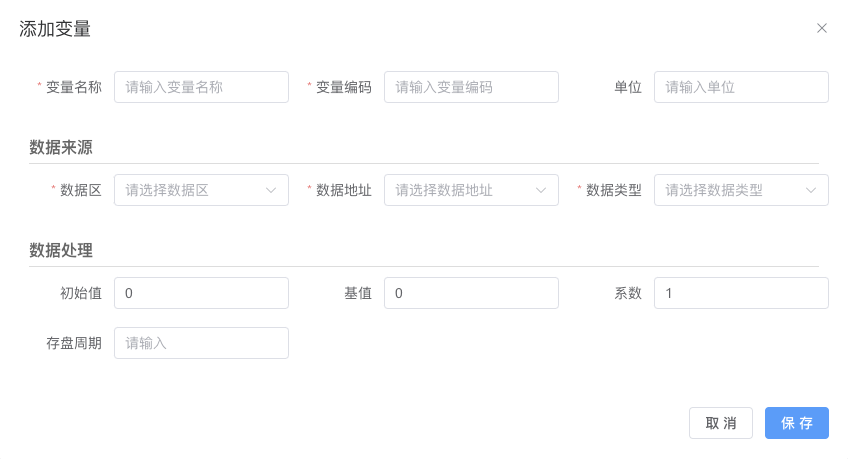 添加变量
* 变量名称 请输入变量名称 * 变量编码 请输入变量编码 单位 请输入单位
数据来源
* 数据区 请选择数据区 * 数据地址 请选择数据地址 * 数据类型 请选择数据类型
数据处理
初始值 0 基值 0 系数 1
存盘周期 请输入
取消 保存